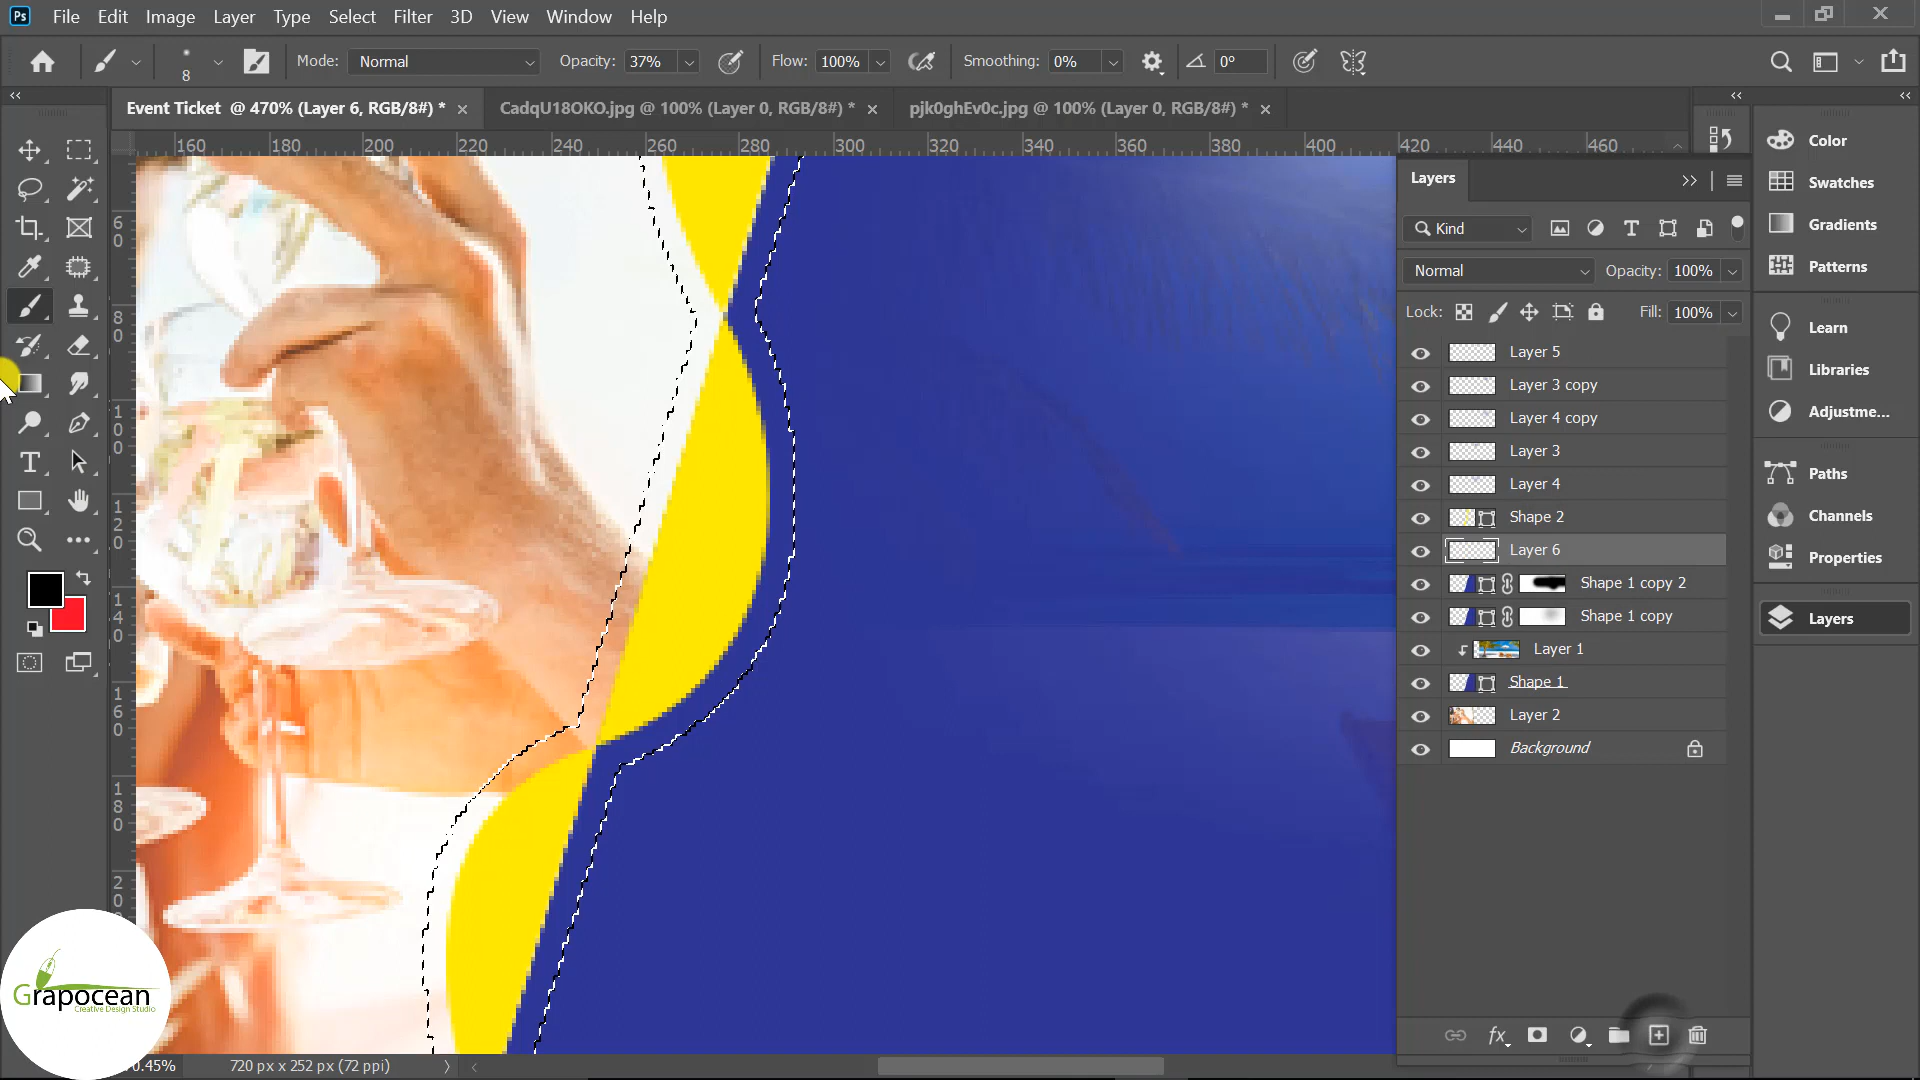 Ps File Edit Image Layer Type Select Filter 3D View Window Help
8 Mode: Normal Opacity: 37% Flow: 100% Smoothing: 0% 0°
Event Ticket @ 470% (Layer 6, RGB/8#) * CadqU18OKO.jpg @ 100% (Layer 0, RGB/8#) * pjk0ghEv0c.jpg @ 100% (Layer 0, RGB/8#) *
160 180 200 220 240 260 280 300 320 340 360 380 400 420 440 460
60
80
100
120
140
160
180
20
Layers
Kind
Normal Opacity: 100%
Lock: Fill: 100%
Layer 5
Layer 3 copy
Layer 4 copy
Layer 3
Layer 4
Shape 2
Layer 6
Shape 1 copy 2
Shape 1 copy
Layer 1
Shape 1
Layer 2
Background
fx
Color
Swatches
Gradients
Patterns
Learn
Libraries
Adjustme...
Paths
Channels
Properties
Layers
Grapocean
Creative Design Studio
0.45% 720 px x 252 px (72 ppi)